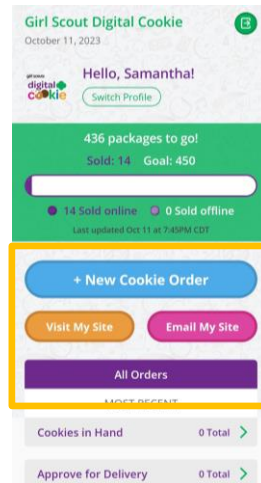 Girl Scout Digital Cookie
October 11, 2023
girl scouts
digital
cookie
Hello, Samantha!
Switch Profile
436 packages to go!
Sold: 14 Goal: 450
14 Sold online 0 Sold offline
Last updated Oct 11 at 7:45PM CDT
+ New Cookie Order
Visit My Site Email My Site
All Orders
MOST RECENT
Cookies in Hand 0 Total >
Approve for Delivery 0 Total >